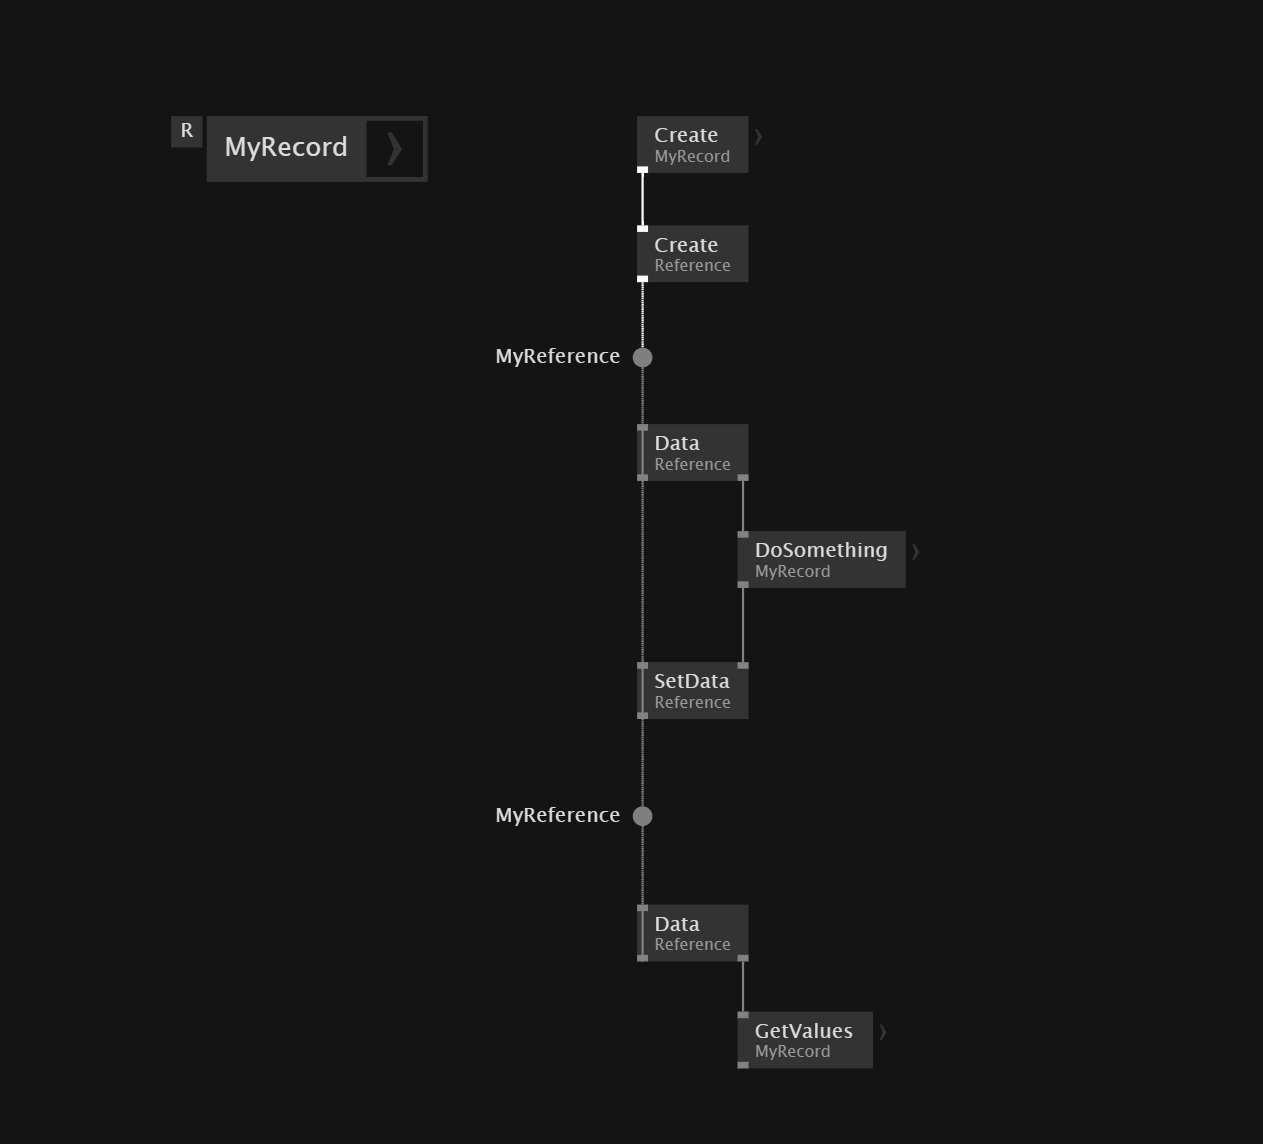 R
MyRecord
Create
MyRecord
Create
Reference
MyReference
Data
Reference
DoSomething
MyRecord
SetData
Reference
MyReference
Data
Reference
GetValues
MyRecord